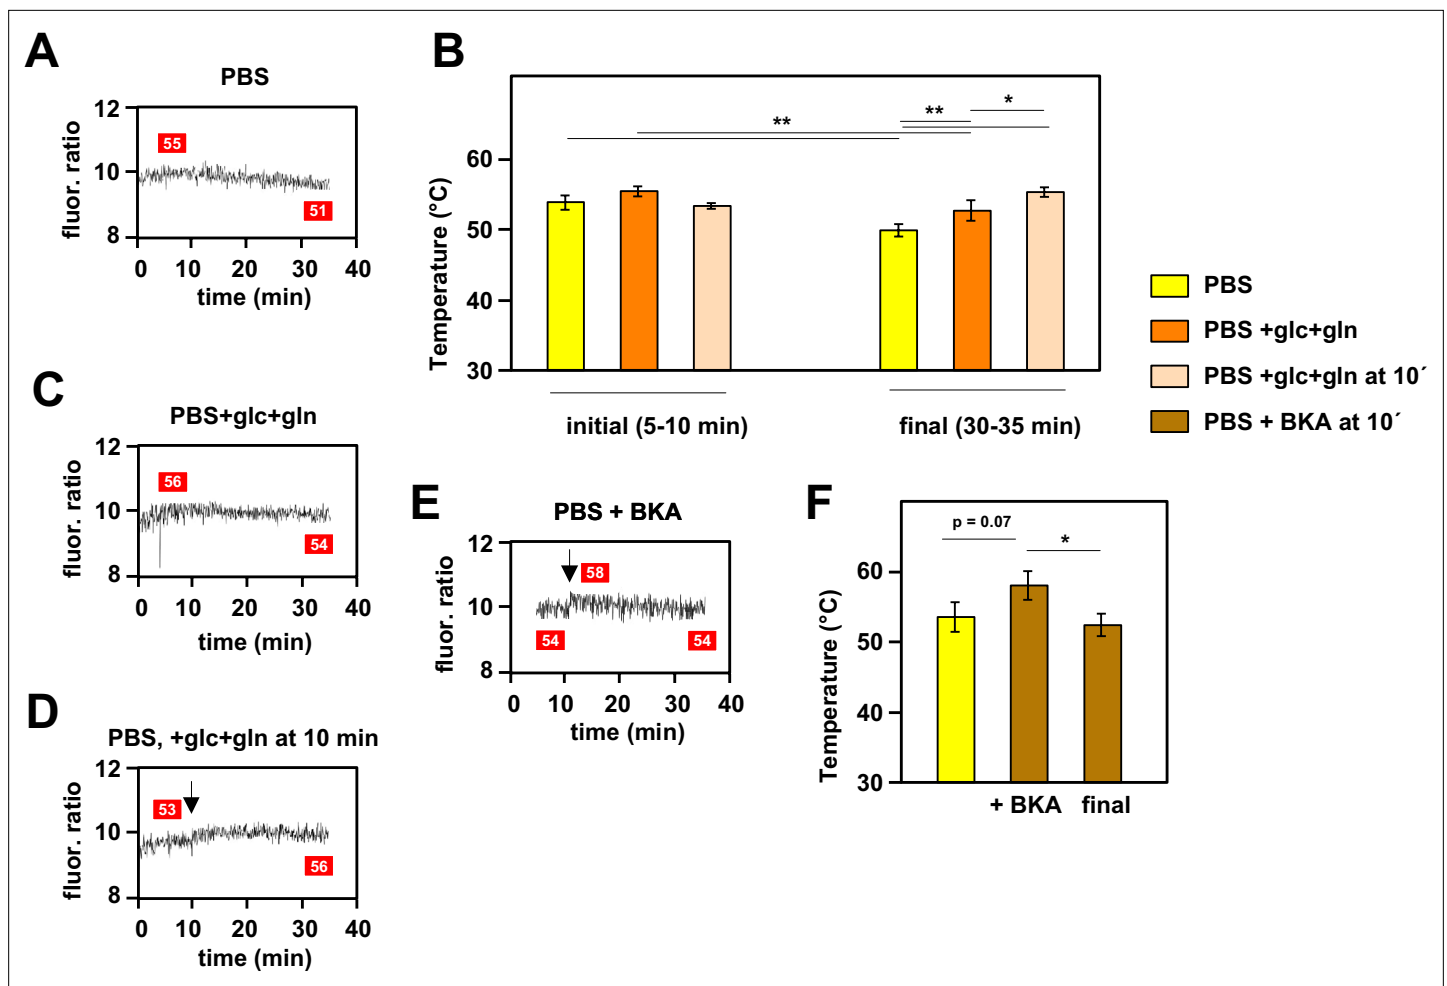 A
PBS
fluor. ratio
12
10
8
55
51
0 10 20 30 40
time (min)
B
Temperature (°C)
60
50
40
30
**
**
*
initial (5-10 min)
final (30-35 min)
PBS
PBS +glc+gln
PBS +glc+gln at 10´
PBS + BKA at 10´
C
PBS+glc+gln
fluor. ratio
12
10
8
56
54
0 10 20 30 40
time (min)
D
PBS, +glc+gln at 10 min
fluor. ratio
12
10
8
53
56
0 10 20 30 40
time (min)
E
PBS + BKA
fluor. ratio
12
10
8
58
54
54
0 10 20 30 40
time (min)
F
Temperature (°C)
60
50
40
30
p = 0.07
*
+ BKA final